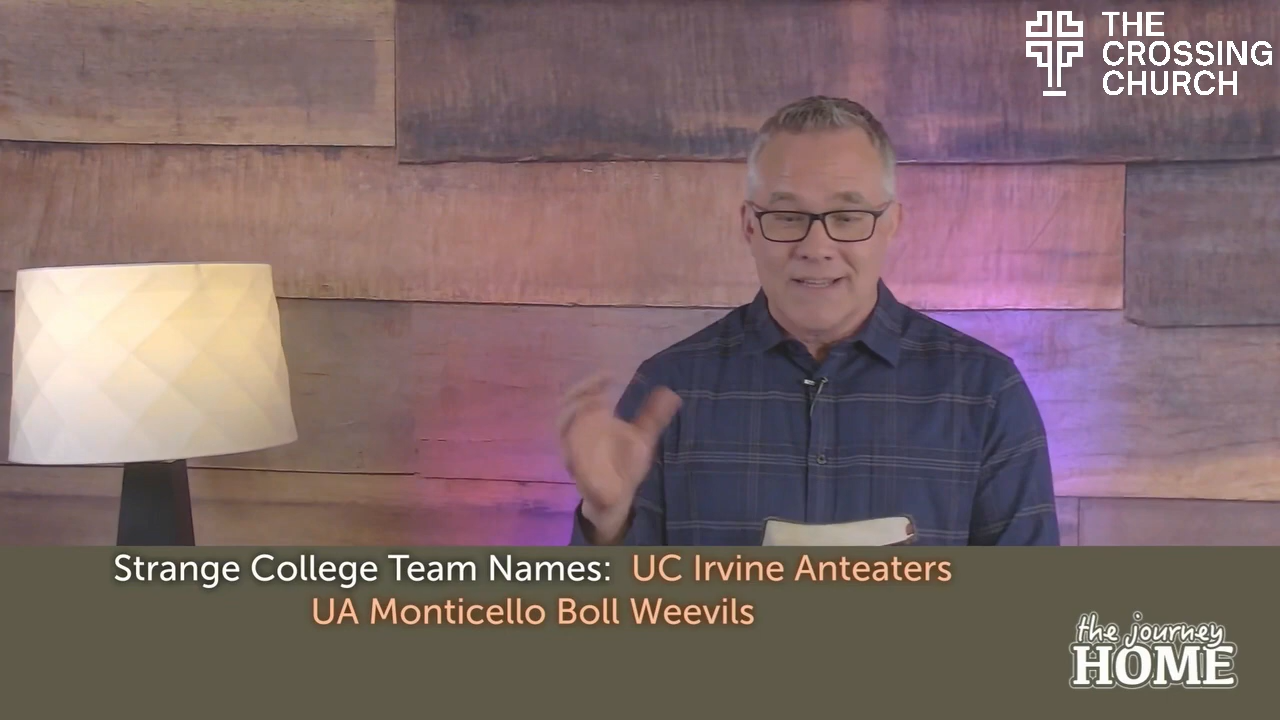 THE
CROSSING
CHURCH
Strange College Team Names: UC Irvine Anteaters
UA Monticello Boll Weevils
the journey
HOME